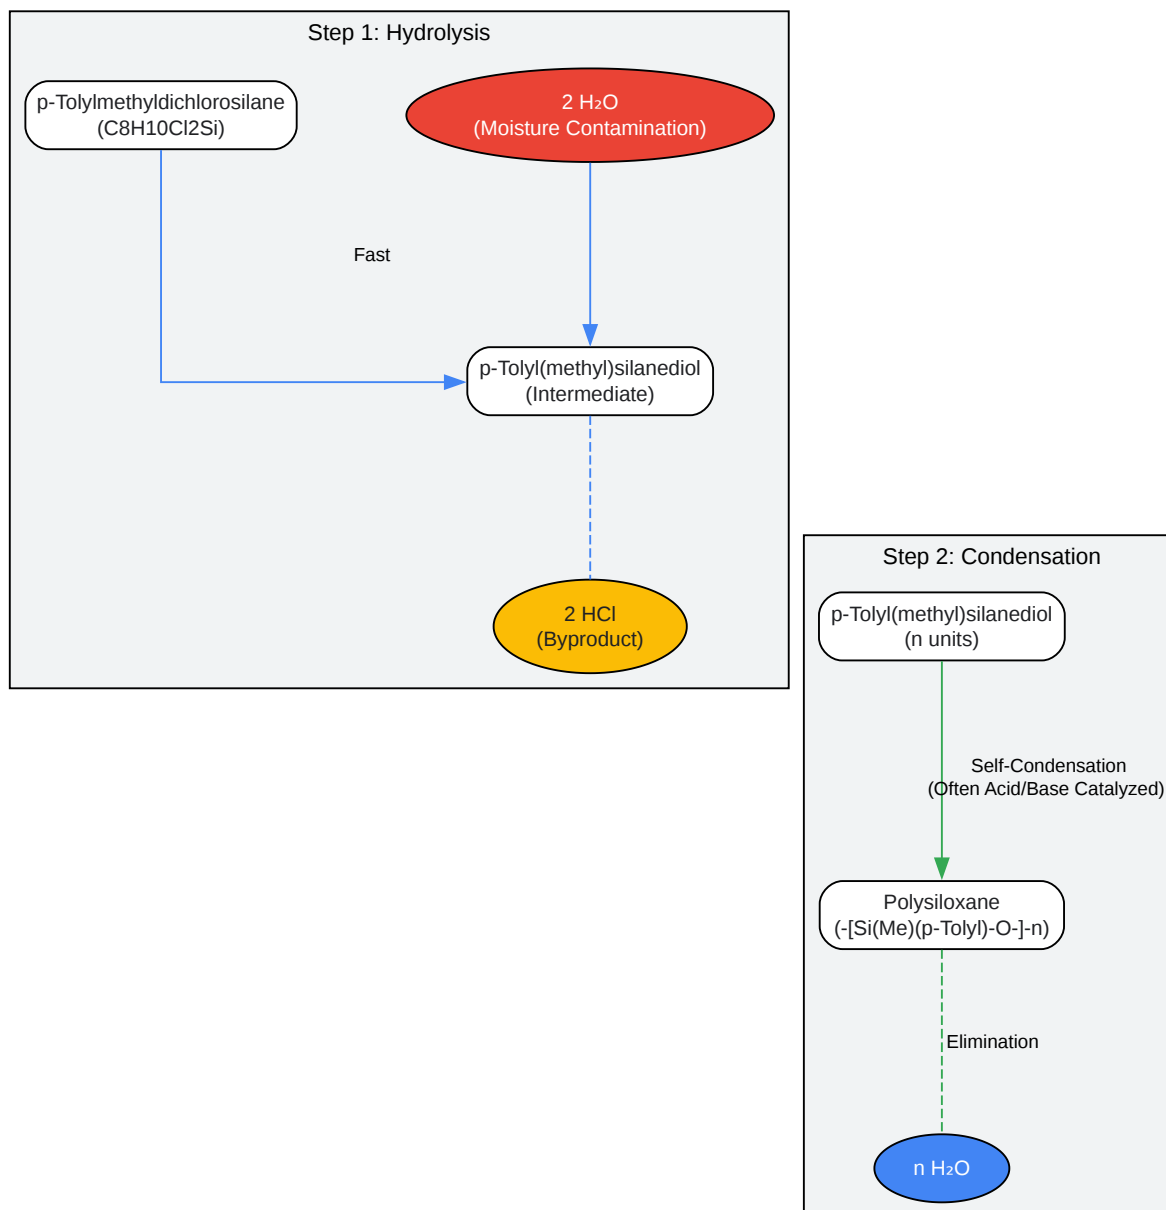 Step 1: Hydrolysis
p-Tolylmethyldichlorosilane
(C8H10Cl2Si)
2 H₂O
(Moisture Contamination)
Fast
p-Tolyl(methyl)silanediol
(Intermediate)
2 HCl
(Byproduct)
Step 2: Condensation
p-Tolyl(methyl)silanediol
(n units)
Self-Condensation
(Often Acid/Base Catalyzed)
Polysiloxane
(-[Si(Me)(p-Tolyl)-O-]-n)
Elimination
n H₂O